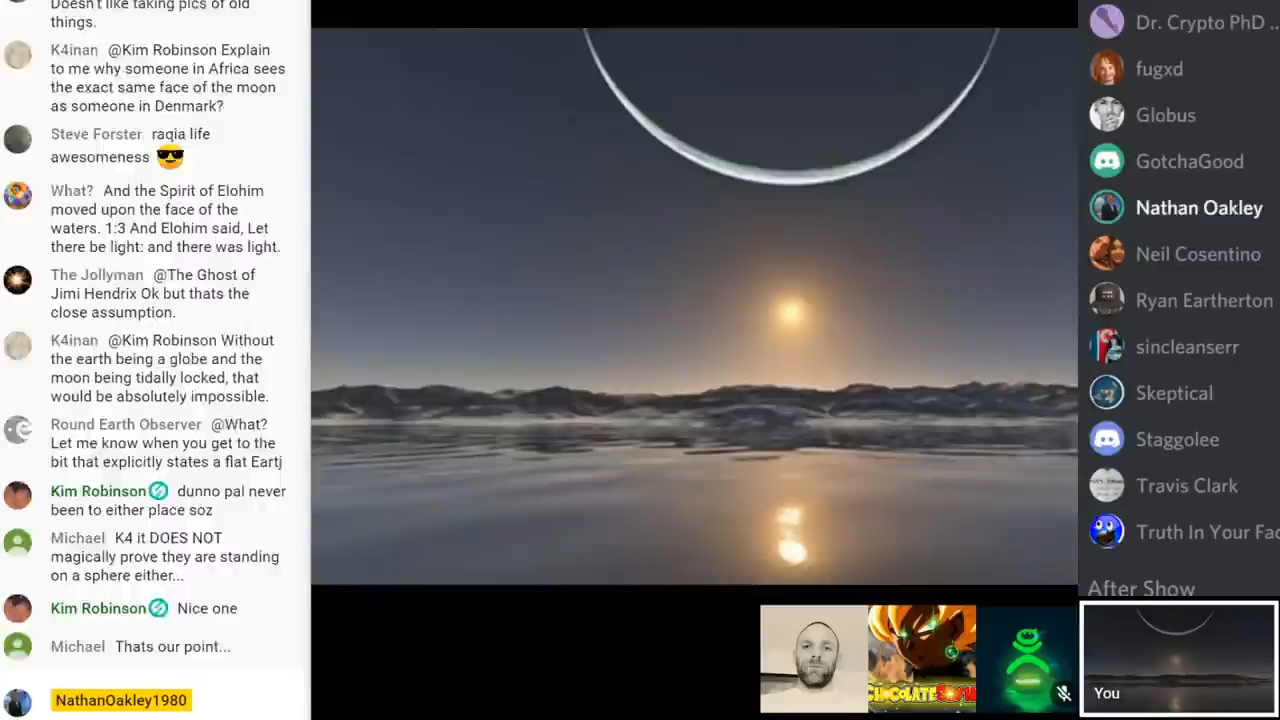 Doesn't like taking pics of old
things.
K4inan @Kim Robinson Explain
to me why someone in Africa sees
the exact same face of the moon
as someone in Denmark?
Steve Forster raqia life
awesomeness 😎
What? And the Spirit of Elohim
moved upon the face of the
waters. 1:3 And Elohim said, Let
there be light: and there was light.
The Jollyman @The Ghost of
Jimi Hendrix Ok but thats the
close assumption.
K4inan @Kim Robinson Without
the earth being a globe and the
moon being tidally locked, that
would be absolutely impossible.
Round Earth Observer @What?
Let me know when you get to the
bit that explicitly states a flat Eartj
Kim Robinson dunno pal never
been to either place soz
Michael K4 it DOES NOT
magically prove they are standing
on a sphere either...
Kim Robinson Nice one
Michael Thats our point...
NathanOakley1980
CHOCOLATE
You
Dr. Crypto PhD ..
fugxd
Globus
GotchaGood
Nathan Oakley
Neil Cosentino
Ryan Eartherton
sincleanserr
Skeptical
Staggolee
Travis Clark
Truth In Your Fac
After Show